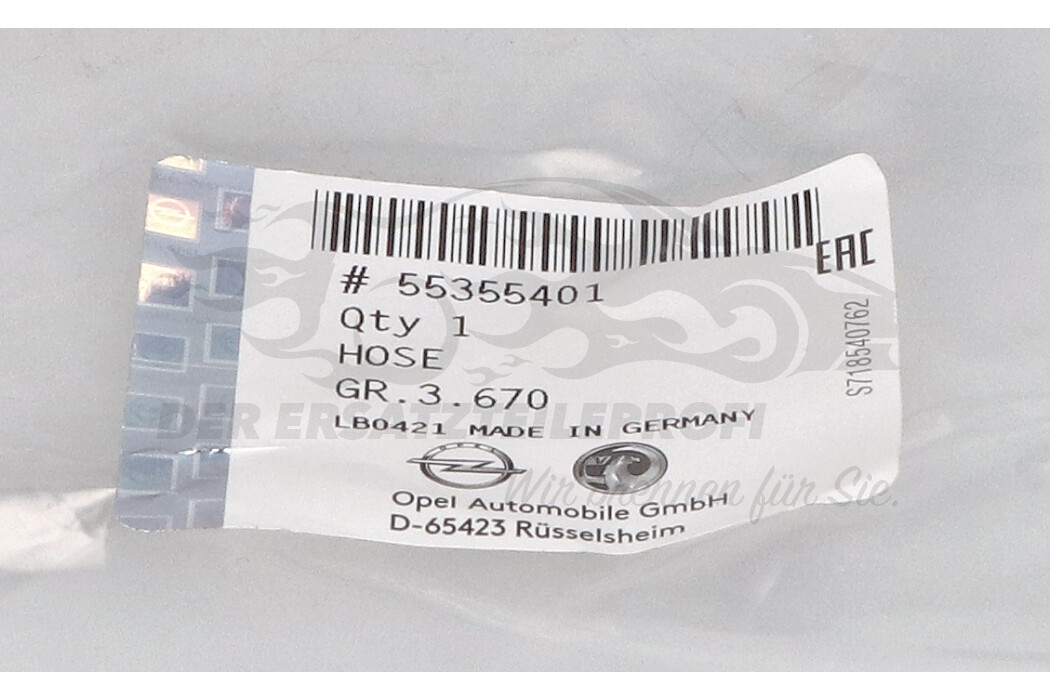 # 55355401
EAC
Qty 1
HOSE
GR.3.670
S718540762
LB0421 MADE IN GERMANY
DER ERSATZTEILEPROFI
Wir brennen für Sie.
Opel Automobile GmbH
D-65423 Rüsselsheim